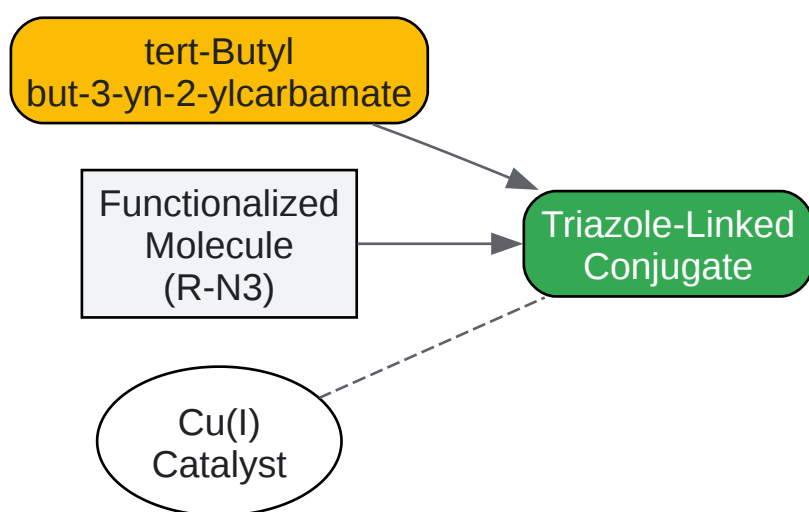 tert-Butyl
but-3-yn-2-ylcarbamate
Functionalized
Molecule
(R-N3)
Triazole-Linked
Conjugate
Cu(I)
Catalyst